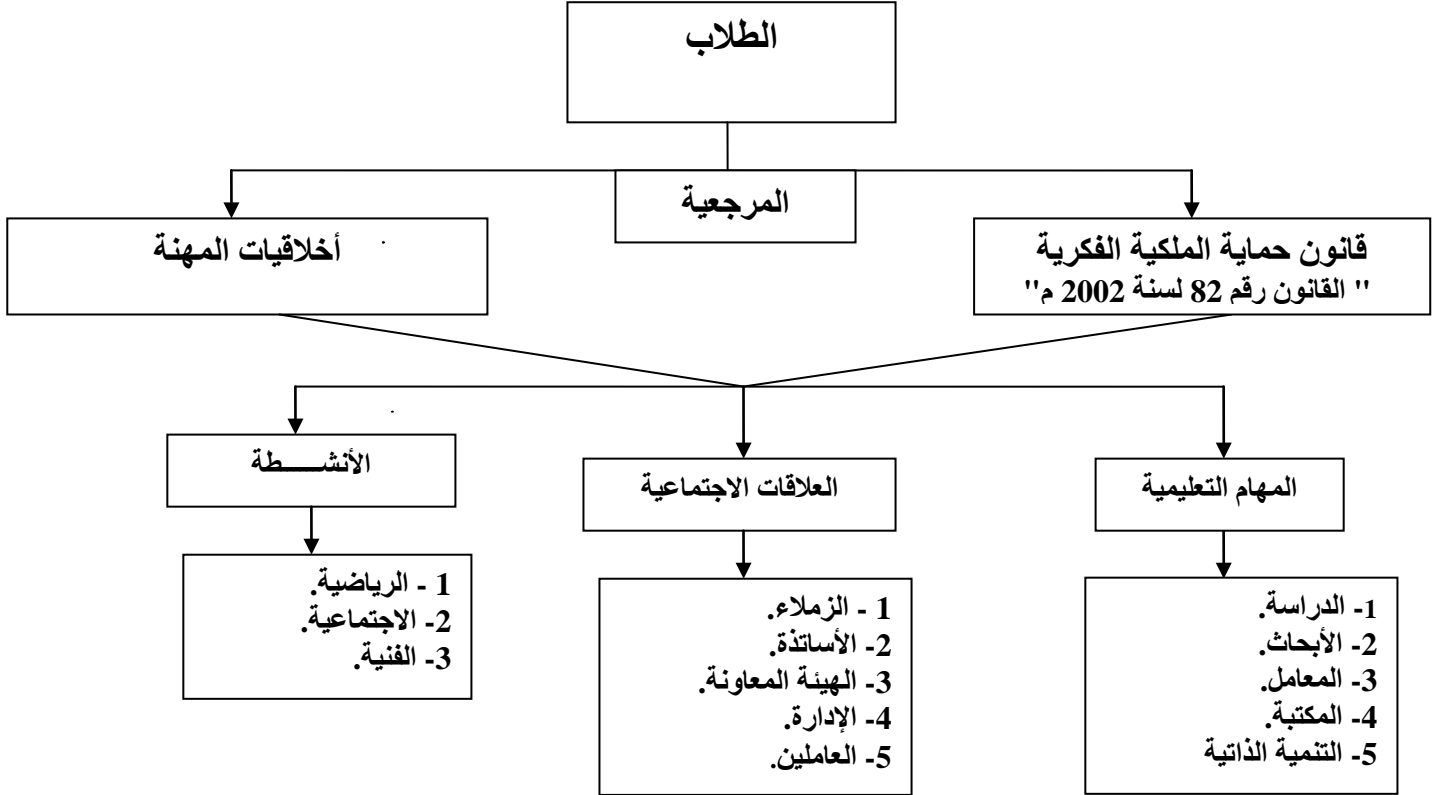 الطلاب
المرجعية
قانون حماية الملكية الفكرية
" القانون رقم 82 لسنة 2002 م"
أخلاقيات المهنة
المهام التعليمية
العلاقات الاجتماعية
الأنشـــــطة
1- الدراسة.
2- الأبحاث.
3- المعامل.
4- المكتبة.
5- التنمية الذاتية
1 - الزملاء.
2- الأساتذة.
3- الهيئة المعاونة.
4- الإدارة.
5- العاملين.
1 - الرياضية.
2- الاجتماعية.
3- الفنية.